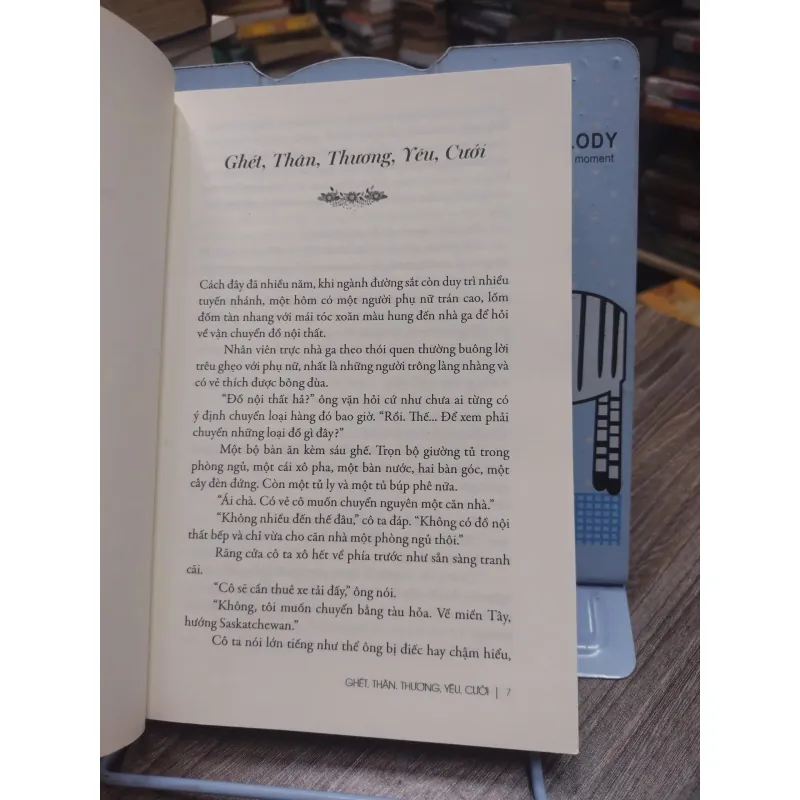 Ghét, Thân, Thương, Yêu, Cưới
Cách đây đã nhiều năm, khi ngành đường sắt còn duy trì nhiều
tuyến nhánh, một hôm có một người phụ nữ trán cao, lốm
đốm tàn nhang với mái tóc xoăn màu hung đến nhà ga để hỏi
về vận chuyển đồ nội thất.
Nhân viên trực nhà ga theo thói quen thường buông lời
trêu ghẹo với phụ nữ, nhất là những người trông làng nhàng và
có vẻ thích được bông đùa.
“Đồ nội thất hả?” ông vặn hỏi cứ như chưa ai từng có
ý định chuyển loại hàng đó bao giờ. “Rồi. Thế... Để xem phải
chuyển những loại đồ gì đây?”
Một bộ bàn ăn kèm sáu ghế. Trọn bộ giường tủ trong
phòng ngủ, một cái xô pha, một bàn nước, hai bàn góc, một
cây đèn đứng. Còn một tủ ly và một tủ búp phê nữa.
“Ái chà. Có vẻ cô muốn chuyển nguyên một căn nhà.”
“Không nhiều đến thế đâu,” cô ta đáp. “Không có đồ nội
thất bếp và chỉ vừa cho căn nhà một phòng ngủ thôi.”
Răng cửa cô ta xô hết về phía trước như sẵn sàng tranh
cãi.
“Cô sẽ cần thuê xe tải đấy,” ông nói.
“Không, tôi muốn chuyển bằng tàu hỏa. Về miền Tây,
hướng Saskatchewan.”
Cô ta nói lớn tiếng như thể ông bị điếc hay chậm hiểu,
GHÉT, THÂN, THƯƠNG, YÊU, CƯỚI | 7
LODY
moment